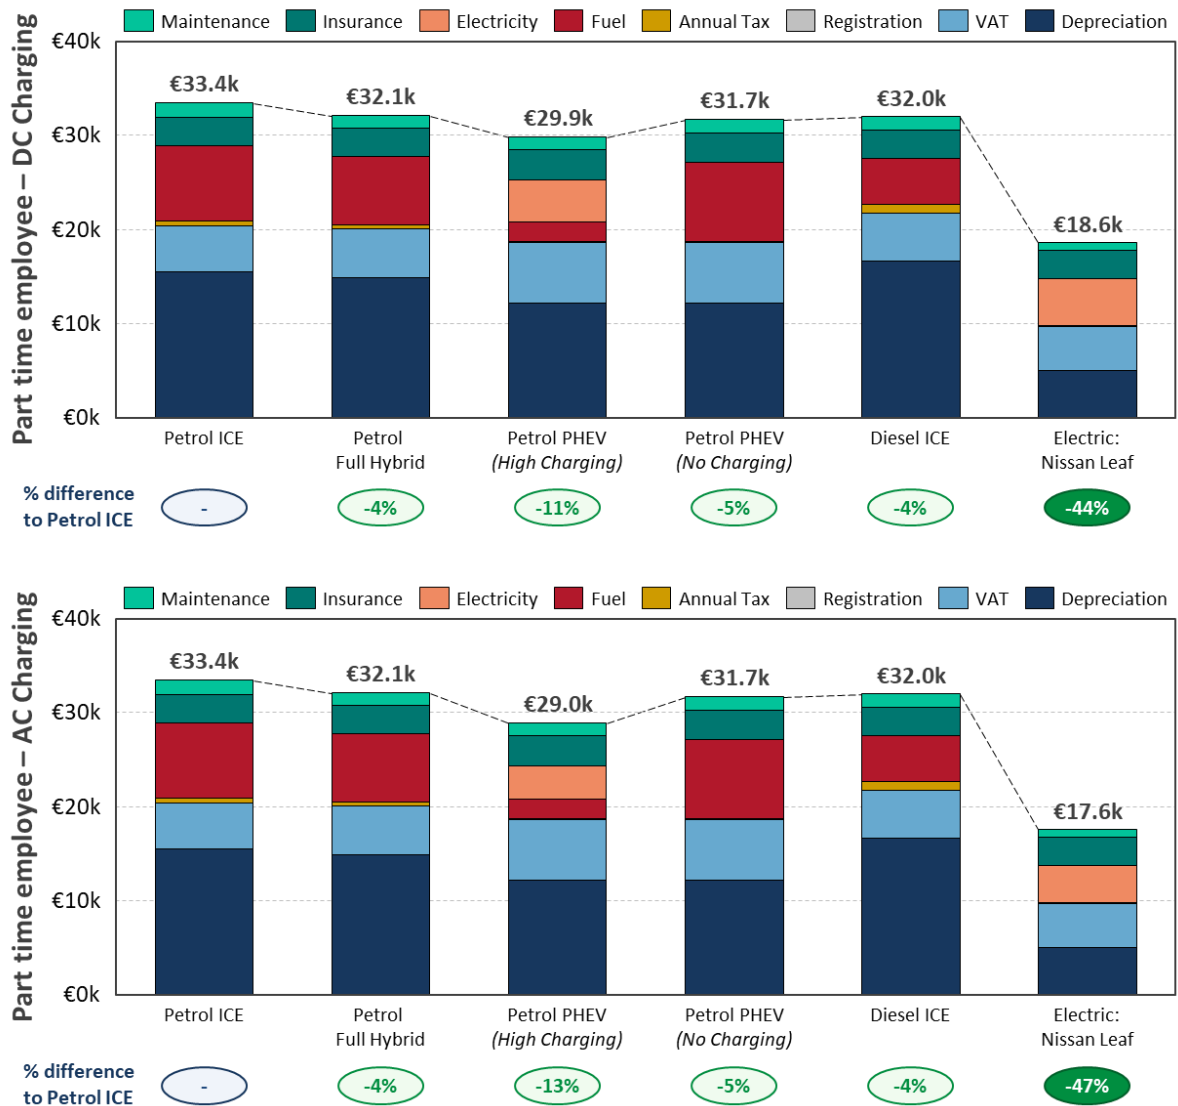 Part time employee – DC Charging
Maintenance Insurance Electricity Fuel Annual Tax Registration VAT Depreciation
€40k
€30k
€20k
€10k
€0k
€33.4k €32.1k €29.9k €31.7k €32.0k €18.6k
Petrol ICE Petrol Petrol PHEV Petrol PHEV Diesel ICE Electric:
Full Hybrid (High Charging) (No Charging) Nissan Leaf
% difference
to Petrol ICE
- -4% -11% -5% -4% -44%
Part time employee – AC Charging
Maintenance Insurance Electricity Fuel Annual Tax Registration VAT Depreciation
€40k
€30k
€20k
€10k
€0k
€33.4k €32.1k €29.0k €31.7k €32.0k €17.6k
Petrol ICE Petrol Petrol PHEV Petrol PHEV Diesel ICE Electric:
Full Hybrid (High Charging) (No Charging) Nissan Leaf
% difference
to Petrol ICE
- -4% -13% -5% -4% -47%